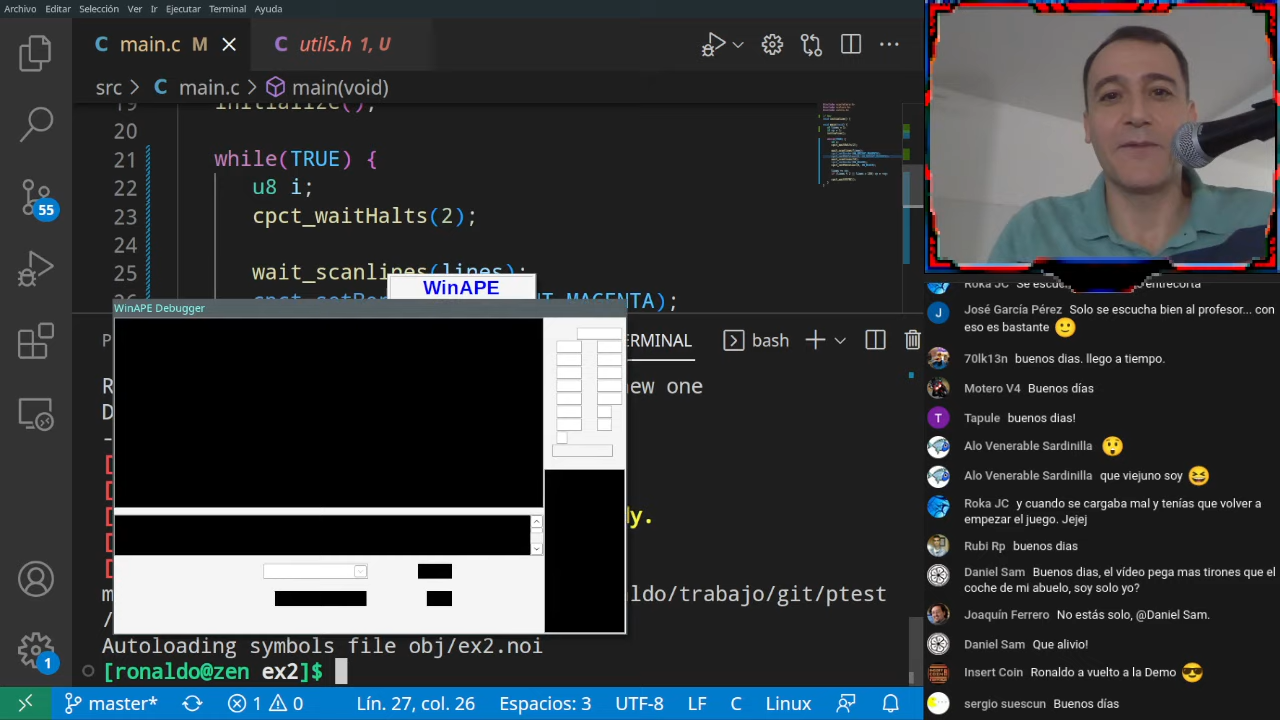 Archivo Editar Selección Ver Ir Ejecutar Terminal Ayuda
main.c M
utils.h 1, U
src > main.c > main(void)
19 initialize();
20
21 while(TRUE) {
22 u8 i;
23 cpct_waitHalts(2);
24
25 wait_scanlines(lines);
WinAPE
MAGENTA);
WinAPE Debugger
ERMINAL
bash
new one
y.
ldo/trabajo/git/ptest
/
Autoloading symbols file obj/ex2.noi
[ronaldo@zen ex2]$
55
1
master* 1 0 Lín. 27, col. 26 Espacios: 3 UTF-8 LF C Linux
José García Pérez Solo se escucha bien al profesor... con
eso es bastante
70lk13n buenos dias. llego a tiempo.
Motero V4 Buenos días
Tapule buenos dias!
Alo Venerable Sardinilla
Alo Venerable Sardinilla que viejuno soy
Roka JC y cuando se cargaba mal y tenías que volver a
empezar el juego. Jejej
Rubi Rp buenos dias
Daniel Sam Buenos días, el vídeo pega mas tirones que el
coche de mi abuelo, soy solo yo?
Joaquín Ferrero No estás solo, @Daniel Sam.
Daniel Sam Que alivio!
Insert Coin Ronaldo a vuelto a la Demo
sergio suescun Buenos días